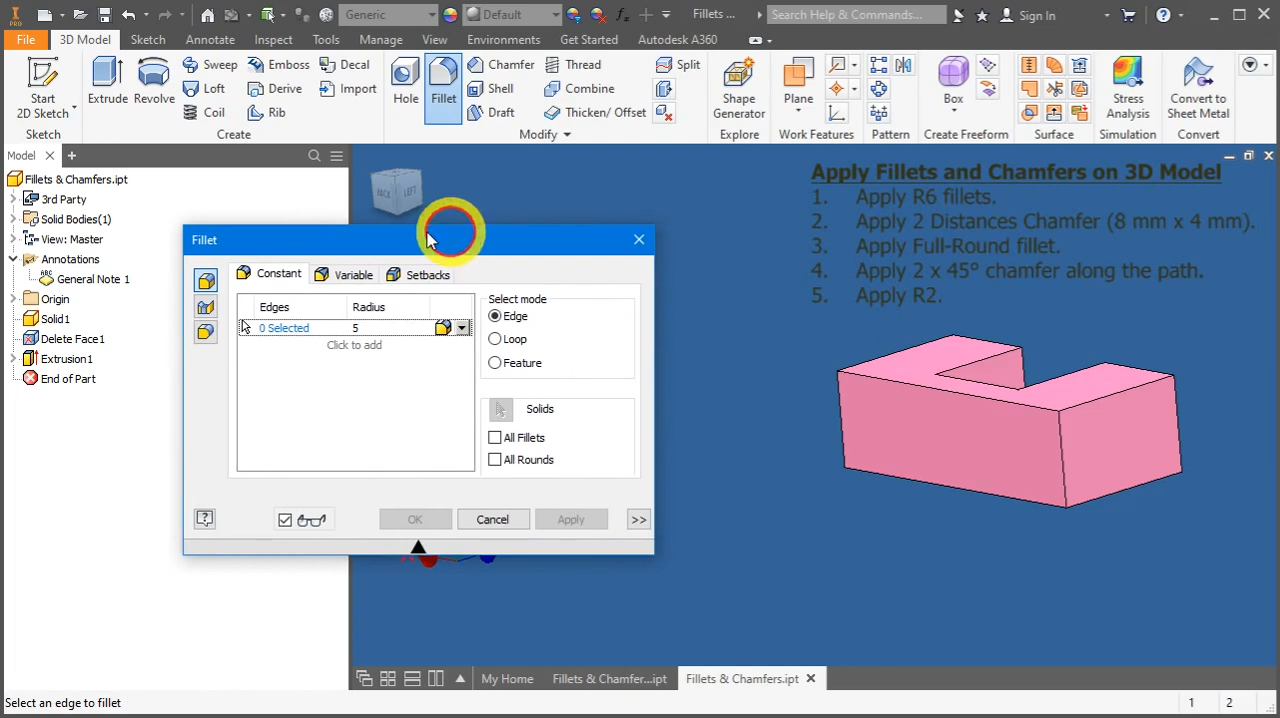 PRO
Generic
Default
Fillets ...
Search Help & Commands...
Sign In
File
3D Model
Sketch
Annotate
Inspect
Tools
Manage
View
Environments
Get Started
Autodesk A360
Start
2D Sketch
Sketch
Extrude
Revolve
Sweep
Loft
Coil
Emboss
Derive
Rib
Decal
Import
Create
Hole
Fillet
Chamfer
Shell
Draft
Thread
Combine
Thicken/ Offset
Split
Modify
Shape
Generator
Explore
Plane
Work Features
Pattern
Box
Create Freeform
Surface
Stress
Analysis
Simulation
Convert to
Sheet Metal
Convert
Model
Fillets & Chamfers.ipt
3rd Party
Solid Bodies(1)
View: Master
Annotations
General Note 1
Origin
Solid1
Delete Face1
Extrusion1
End of Part
BACK
LEFT
Apply Fillets and Chamfers on 3D Model
1. Apply R6 fillets.
2. Apply 2 Distances Chamfer (8 mm x 4 mm).
3. Apply Full-Round fillet.
4. Apply 2 x 45° chamfer along the path.
5. Apply R2.
Fillet
Constant
Variable
Setbacks
Edges
Radius
0 Selected
5
Click to add
Select mode
Edge
Loop
Feature
Solids
All Fillets
All Rounds
OK
Cancel
Apply
>>
My Home
Fillets & Chamfer...ipt
Fillets & Chamfers.ipt
Select an edge to fillet
1
2